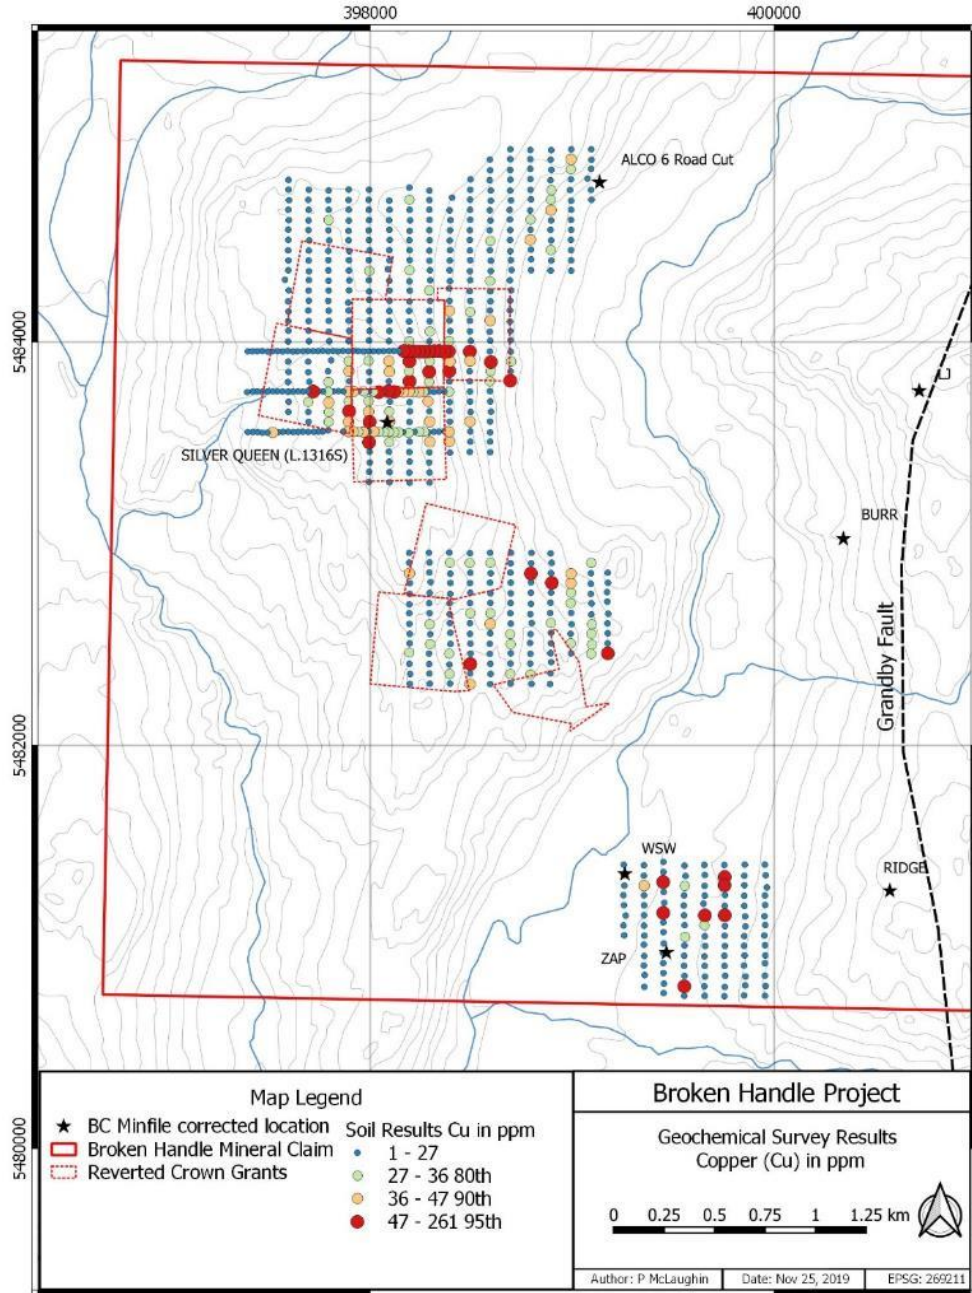 398000
400000
ALCO 6 Road Cut
5484000
LJ
SILVER QUEEN (L.1316S)
BURR
Grandby Fault
5482000
WSW
RIDGE
ZAP
5480000
Map Legend
BC Minfile corrected location
Broken Handle Mineral Claim
Reverted Crown Grants
Soil Results Cu in ppm
1 - 27
27 - 36 80th
36 - 47 90th
47 - 261 95th
Broken Handle Project
Geochemical Survey Results
Copper (Cu) in ppm
0 0.25 0.5 0.75 1 1.25 km
Author: P McLaughin
Date: Nov 25, 2019
EPSG: 269211